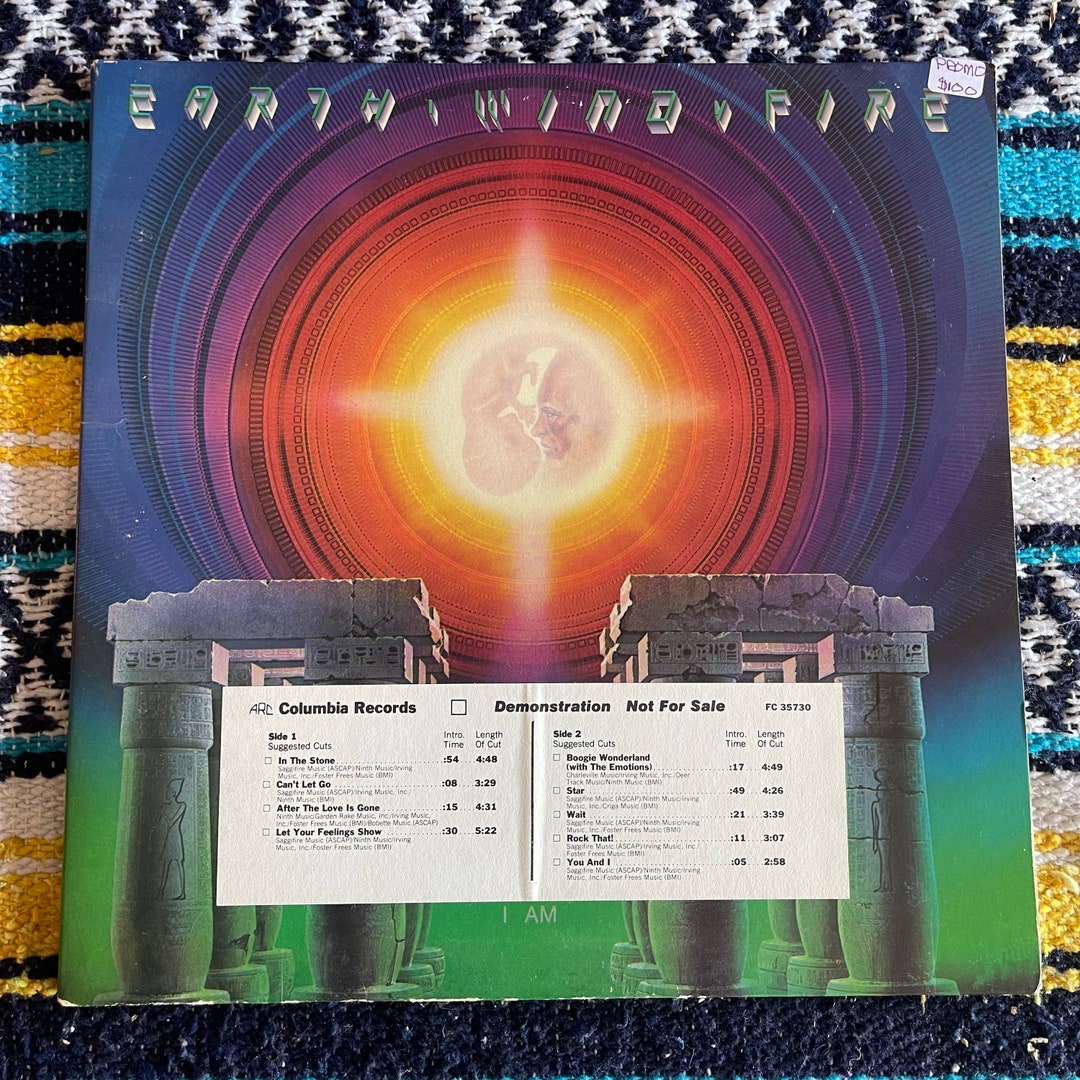 EARTH, WIND & FIRE
PROMO
$100
ARC Columbia Records Demonstration Not For Sale FC 35730
Side 1 Intro. Length
Suggested Cuts Time Of Cut
In The Stone :54 4:48
Saggifire Music (ASCAP)/Ninth Music/Irving
Music, Inc./Foster Frees Music (BMI)
Can't Let Go :08 3:29
Saggifire Music (ASCAP)/Irving Music, Inc./
Ninth Music (BMI)
After The Love Is Gone :15 4:31
Ninth Music/Garden Rake Music, Inc/Irving Music,
Inc/Foster Frees Music (BMI)/Bobette Music (ASCAP)
Let Your Feelings Show :30 5:22
Saggifire Music (ASCAP)/Ninth Music/Irving
Music, Inc./Foster Frees Music (BMI)
Side 2 Intro. Length
Suggested Cuts Time Of Cut
Boogie Wonderland
(with The Emotions) :17 4:49
Charleville Music/Irving Music, Inc./Deer
Track Music/Ninth Music (BMI)
Star :49 4:26
Saggifire Music (ASCAP)/Ninth Music/Irving
Music, Inc./Criga Music (BMI)
Wait :21 3:39
Saggifire Music (ASCAP)/Ninth Music/Irving
Music, Inc./Foster Frees Music (BMI)
Rock That! :11 3:07
Saggifire Music (ASCAP)/Irving Music, Inc./
Foster Frees Music (BMI)
You And I :05 2:58
Saggifire Music (ASCAP)/Ninth Music/Irving
Music, Inc./Foster Frees Music (BMI)
I AM